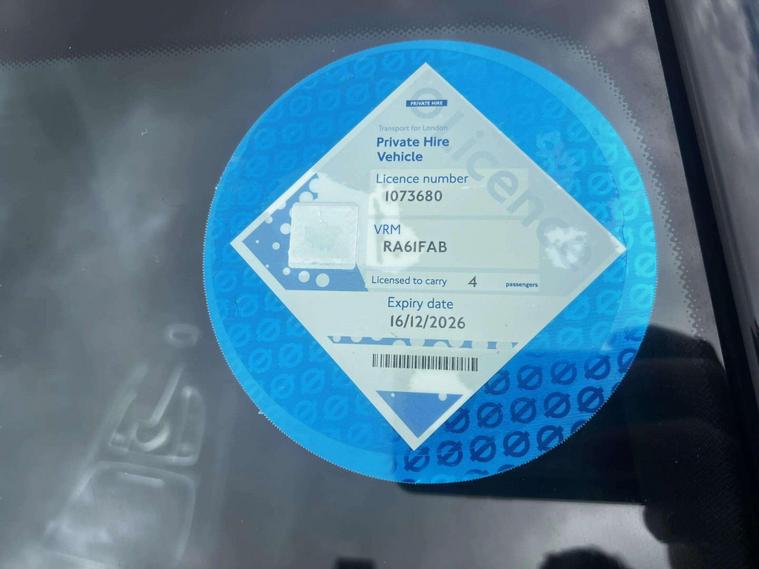 PRIVATE HIRE
Transport for London
Private Hire
Vehicle
Licence number
1073680
VRM
RA61FAB
Licensed to carry 4 passengers
Expiry date
16/12/2026
Licence